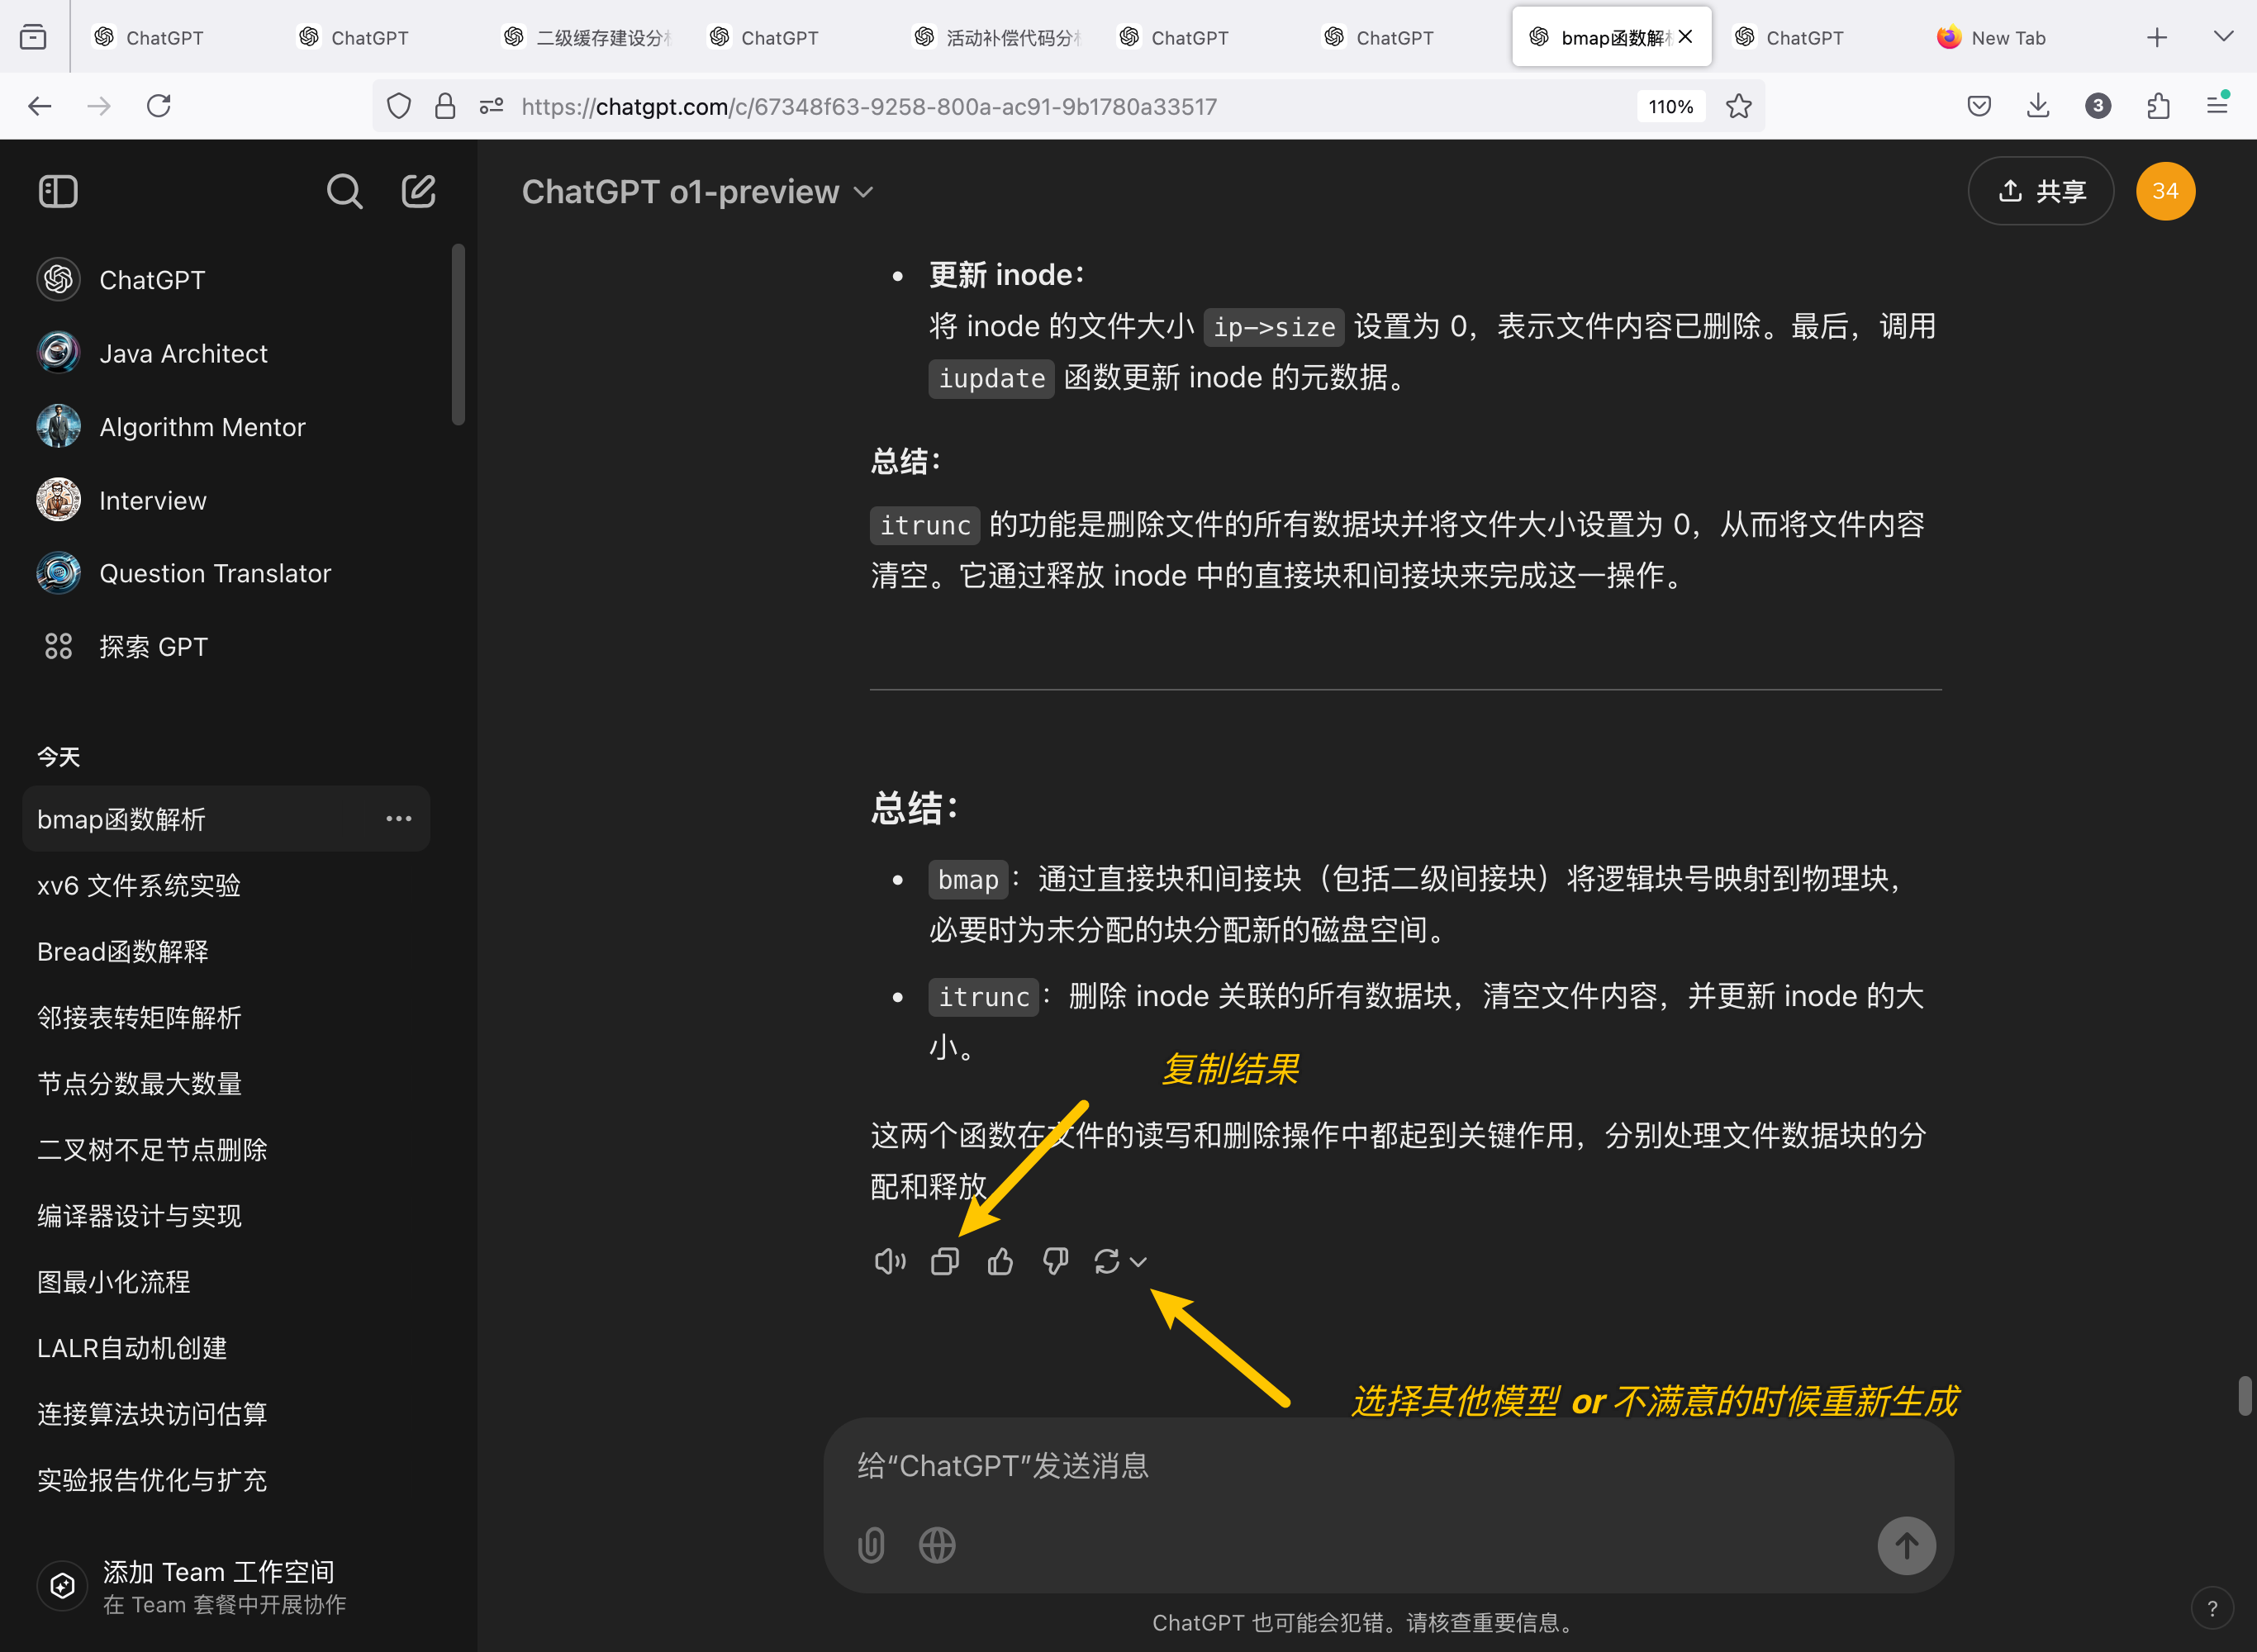 ChatGPT
ChatGPT
二级缓存建设分
ChatGPT
活动补偿代码分
ChatGPT
ChatGPT
bmap函数解
ChatGPT
New Tab
https://chatgpt.com/c/67348f63-9258-800a-ac91-9b1780a33517
110%
3
ChatGPT
Java Architect
Algorithm Mentor
Interview
Question Translator
探索 GPT
今天
bmap函数解析
xv6 文件系统实验
Bread函数解释
邻接表转矩阵解析
节点分数最大数量
二叉树不足节点删除
编译器设计与实现
图最小化流程
LALR自动机创建
连接算法块访问估算
实验报告优化与扩充
添加 Team 工作空间
在 Team 套餐中开展协作
ChatGPT o1-preview
共享
34
更新 inode：
将 inode 的文件大小 ip->size 设置为 0，表示文件内容已删除。最后，调用
iupdate 函数更新 inode 的元数据。
总结：
itrunc 的功能是删除文件的所有数据块并将文件大小设置为 0，从而将文件内容
清空。它通过释放 inode 中的直接块和间接块来完成这一操作。
总结：
bmap：通过直接块和间接块（包括二级间接块）将逻辑块号映射到物理块，
必要时为未分配的块分配新的磁盘空间。
itrunc：删除 inode 关联的所有数据块，清空文件内容，并更新 inode 的大
小。
复制结果
这两个函数在文件的读写和删除操作中都起到关键作用，分别处理文件数据块的分
配和释放
选择其他模型 or 不满意的时候重新生成
给“ChatGPT”发送消息
ChatGPT 也可能会犯错。请核查重要信息。
?